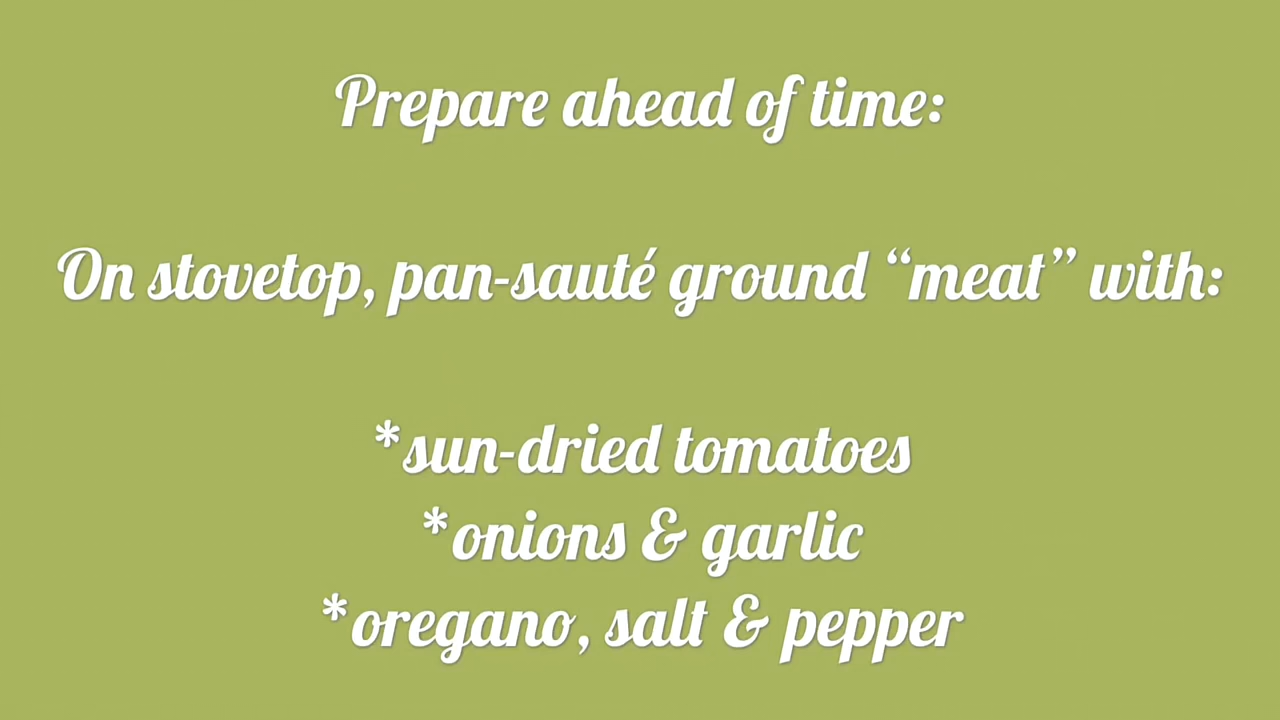 Prepare ahead of time:
On stovetop, pan-sauté ground “meat” with:
*sun-dried tomatoes
*onions & garlic
*oregano, salt & pepper